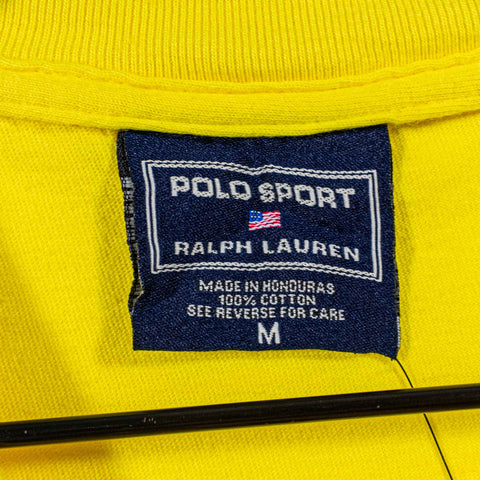 POLO SPORT
RALPH LAUREN
MADE IN HONDURAS
100% COTTON
SEE REVERSE FOR CARE
M